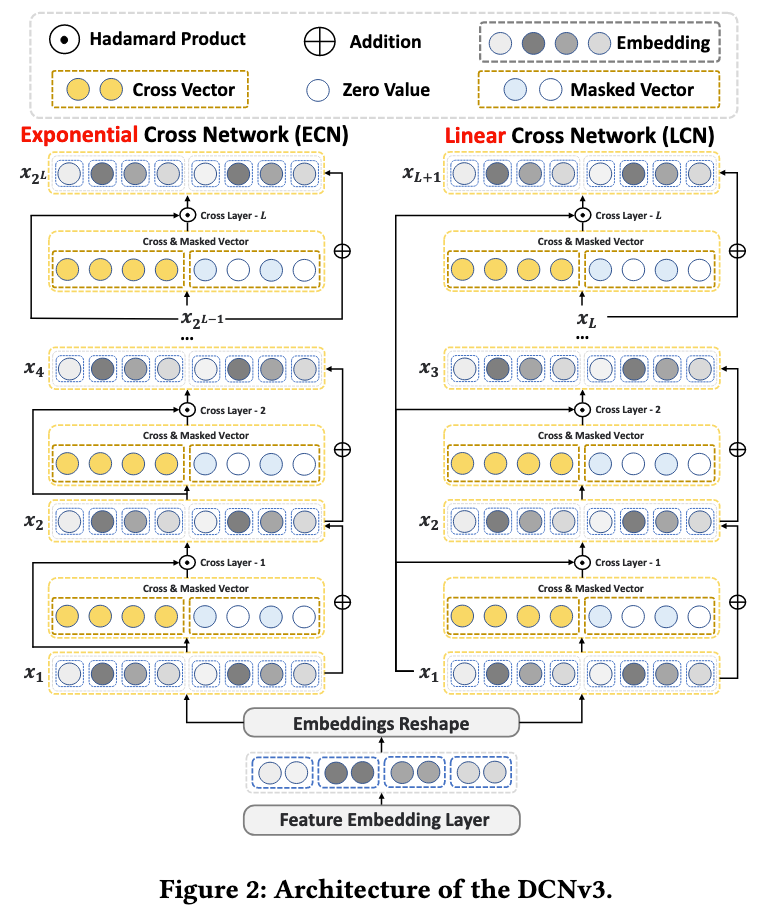 Hadamard Product
Addition
Embedding
Cross Vector
Zero Value
Masked Vector
Exponential Cross Network (ECN)
Linear Cross Network (LCN)
x_{2^L}
Cross Layer - L
Cross & Masked Vector
x_{2^{L-1}}
...
x_4
Cross Layer - 2
Cross & Masked Vector
x_2
Cross Layer - 1
Cross & Masked Vector
x_1
x_{L+1}
Cross Layer - L
Cross & Masked Vector
x_L
...
x_3
Cross Layer - 2
Cross & Masked Vector
x_2
Cross Layer - 1
Cross & Masked Vector
x_1
Embeddings Reshape
Feature Embedding Layer
Figure 2: Architecture of the DCNv3.